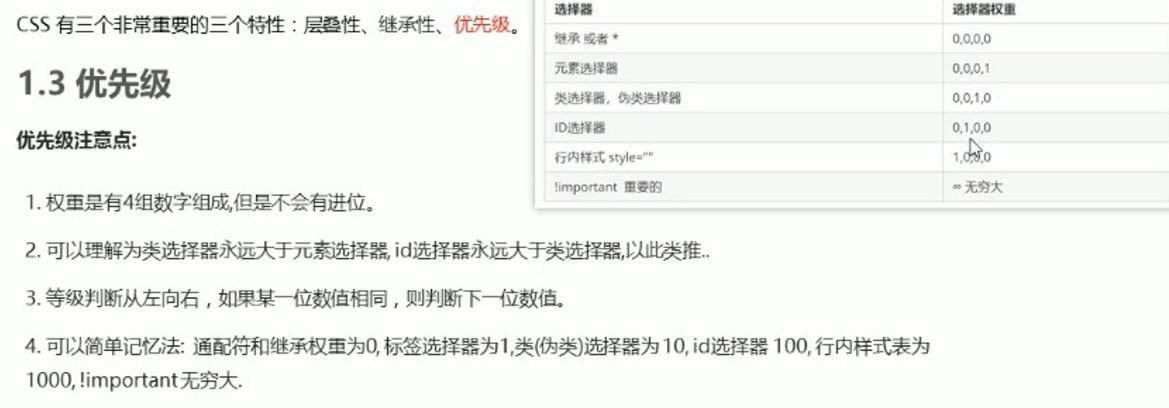 CSS 有三个非常重要的三个特性：层叠性、继承性、优先级。
1.3 优先级
优先级注意点:
1. 权重是有4组数字组成,但是不会有进位。
2. 可以理解为类选择器永远大于元素选择器, id选择器永远大于类选择器,以此类推..
3. 等级判断从左向右，如果某一位数值相同，则判断下一位数值。
4. 可以简单记忆法: 通配符和继承权重为0, 标签选择器为1,类(伪类)选择器为 10, id选择器 100, 行内样式表为
1000, !important 无穷大.
选择器 选择器权重
继承 或者 * 0,0,0,0
元素选择器 0,0,0,1
类选择器，伪类选择器 0,0,1,0
ID选择器 0,1,0,0
行内样式 style="" 1,0,0,0
!important 重要的 ∞ 无穷大